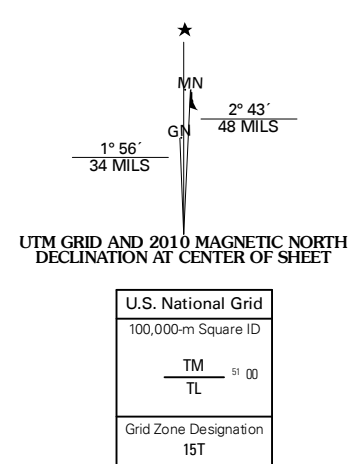 MN
2° 43´
48 MILS
GN
1° 56´
34 MILS
UTM GRID AND 2010 MAGNETIC NORTH
DECLINATION AT CENTER OF SHEET
U.S. National Grid
100,000-m Square ID
TM
51 00
TL
Grid Zone Designation
15T